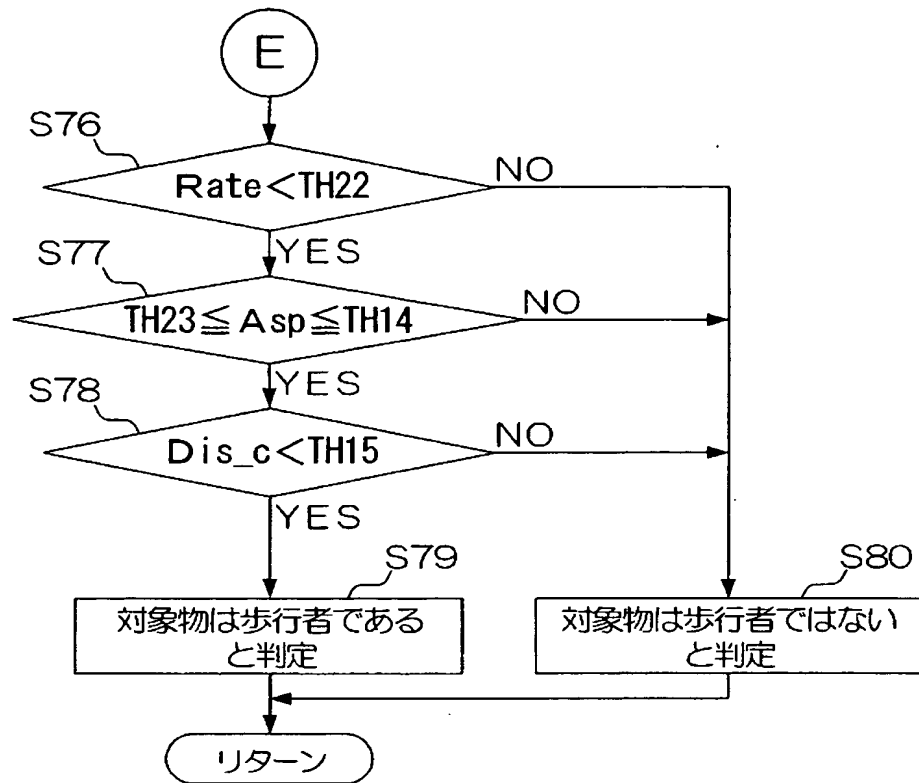 E
S76
Rate<TH22
NO
YES
S77
TH23≦Asp≦TH14
NO
YES
S78
Dis_c<TH15
NO
YES
S79
対象物は歩行者である
と判定
S80
対象物は歩行者ではない
と判定
リターン